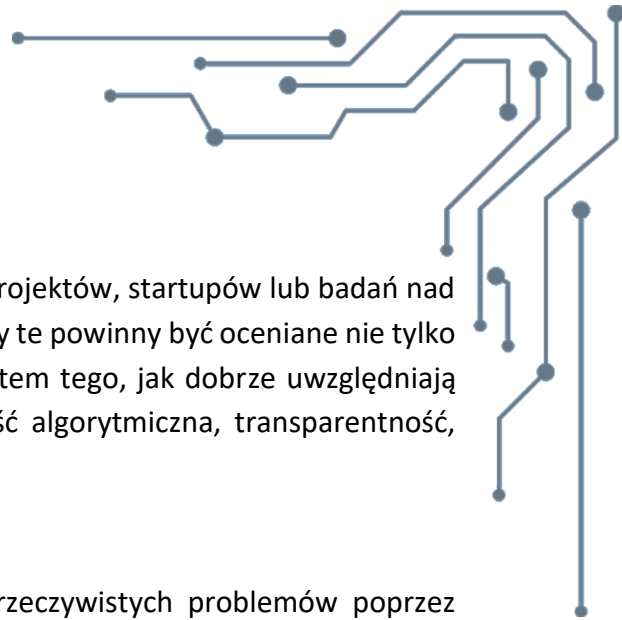 rojektów, startupów lub badań nad
y te powinny być oceniane nie tylko
tem tego, jak dobrze uwzględniają
ść algorytmiczna, transparentność,
rzeczywistych problemów poprzez